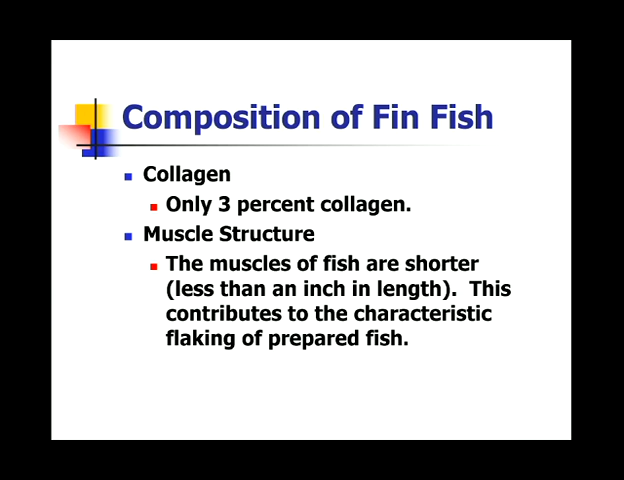 Composition of Fin Fish
Collagen
Only 3 percent collagen.
Muscle Structure
The muscles of fish are shorter
(less than an inch in length). This
contributes to the characteristic
flaking of prepared fish.